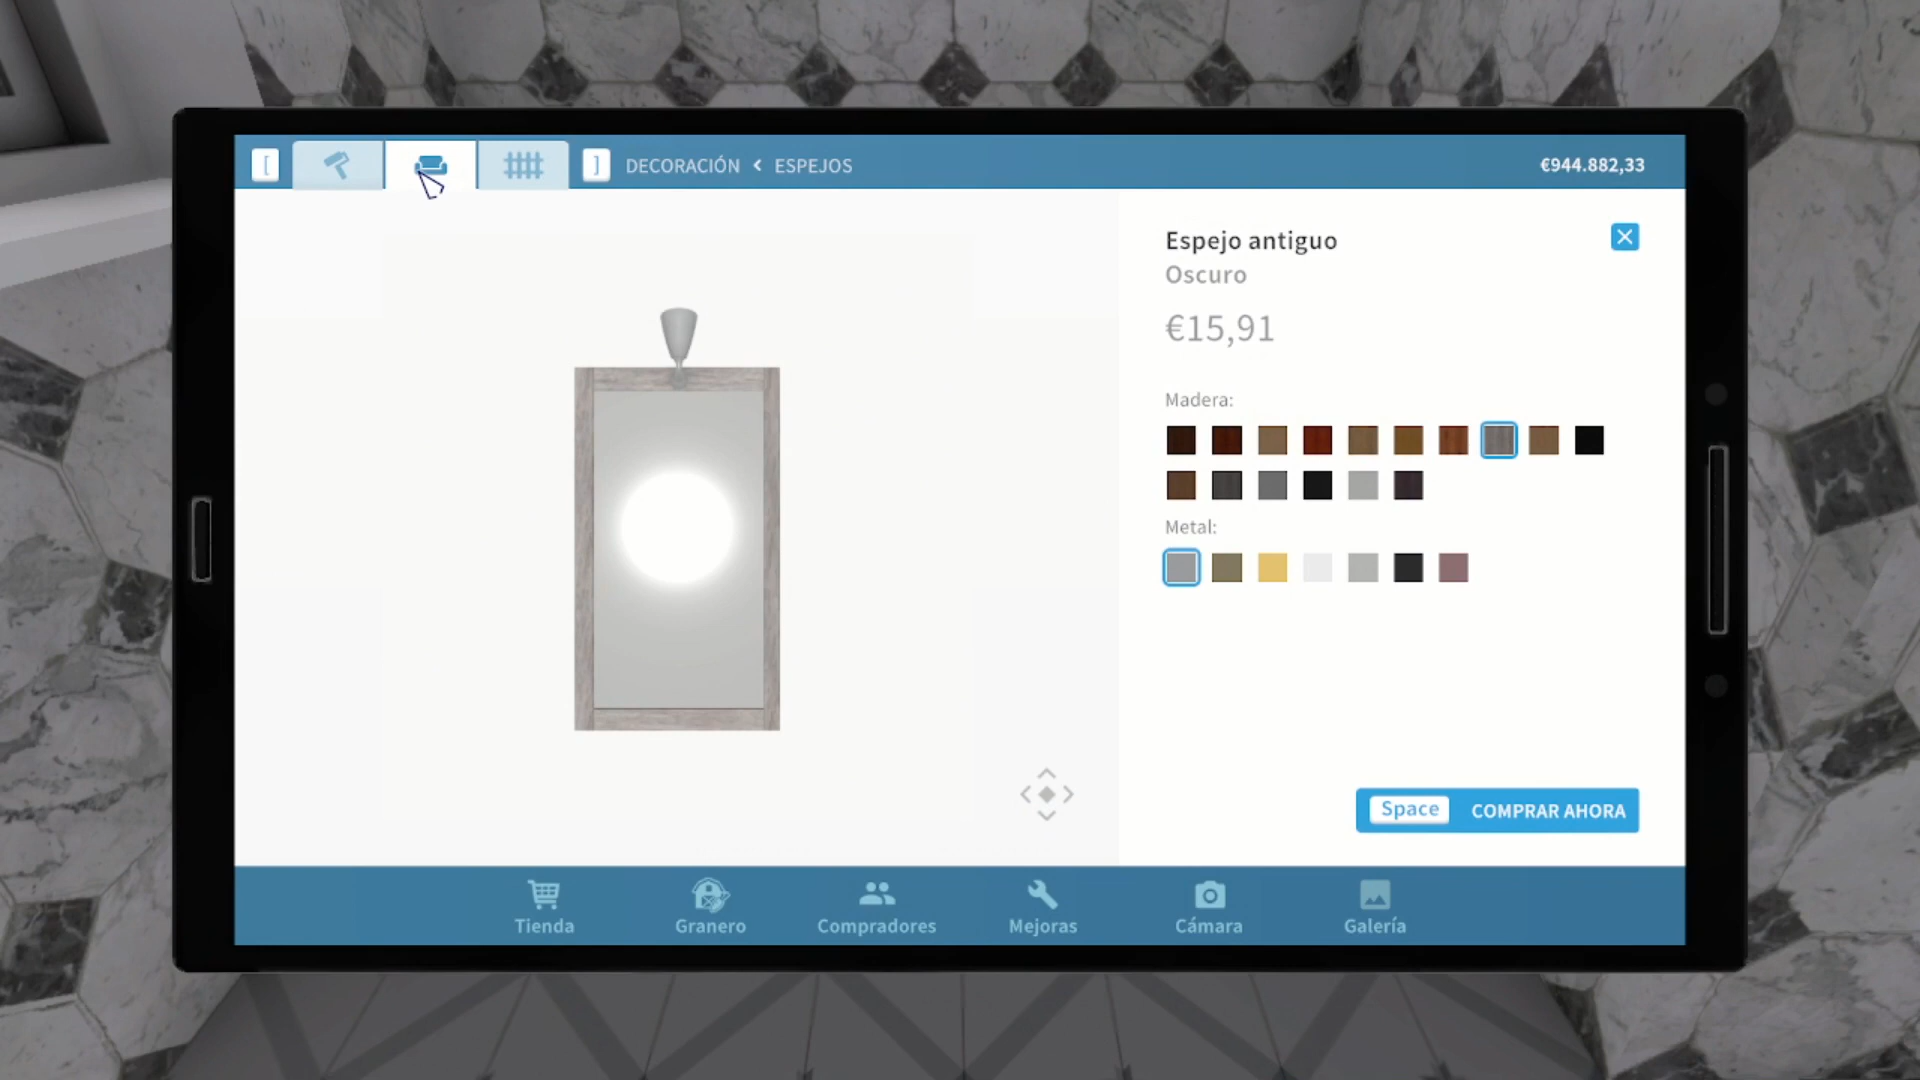 [ ] DECORACIÓN < ESPEJOS €944.882,33
Espejo antiguo
Oscuro
€15,91
Madera:
Metal:
Space COMPRAR AHORA
Tienda Granero Compradores Mejoras Cámara Galería